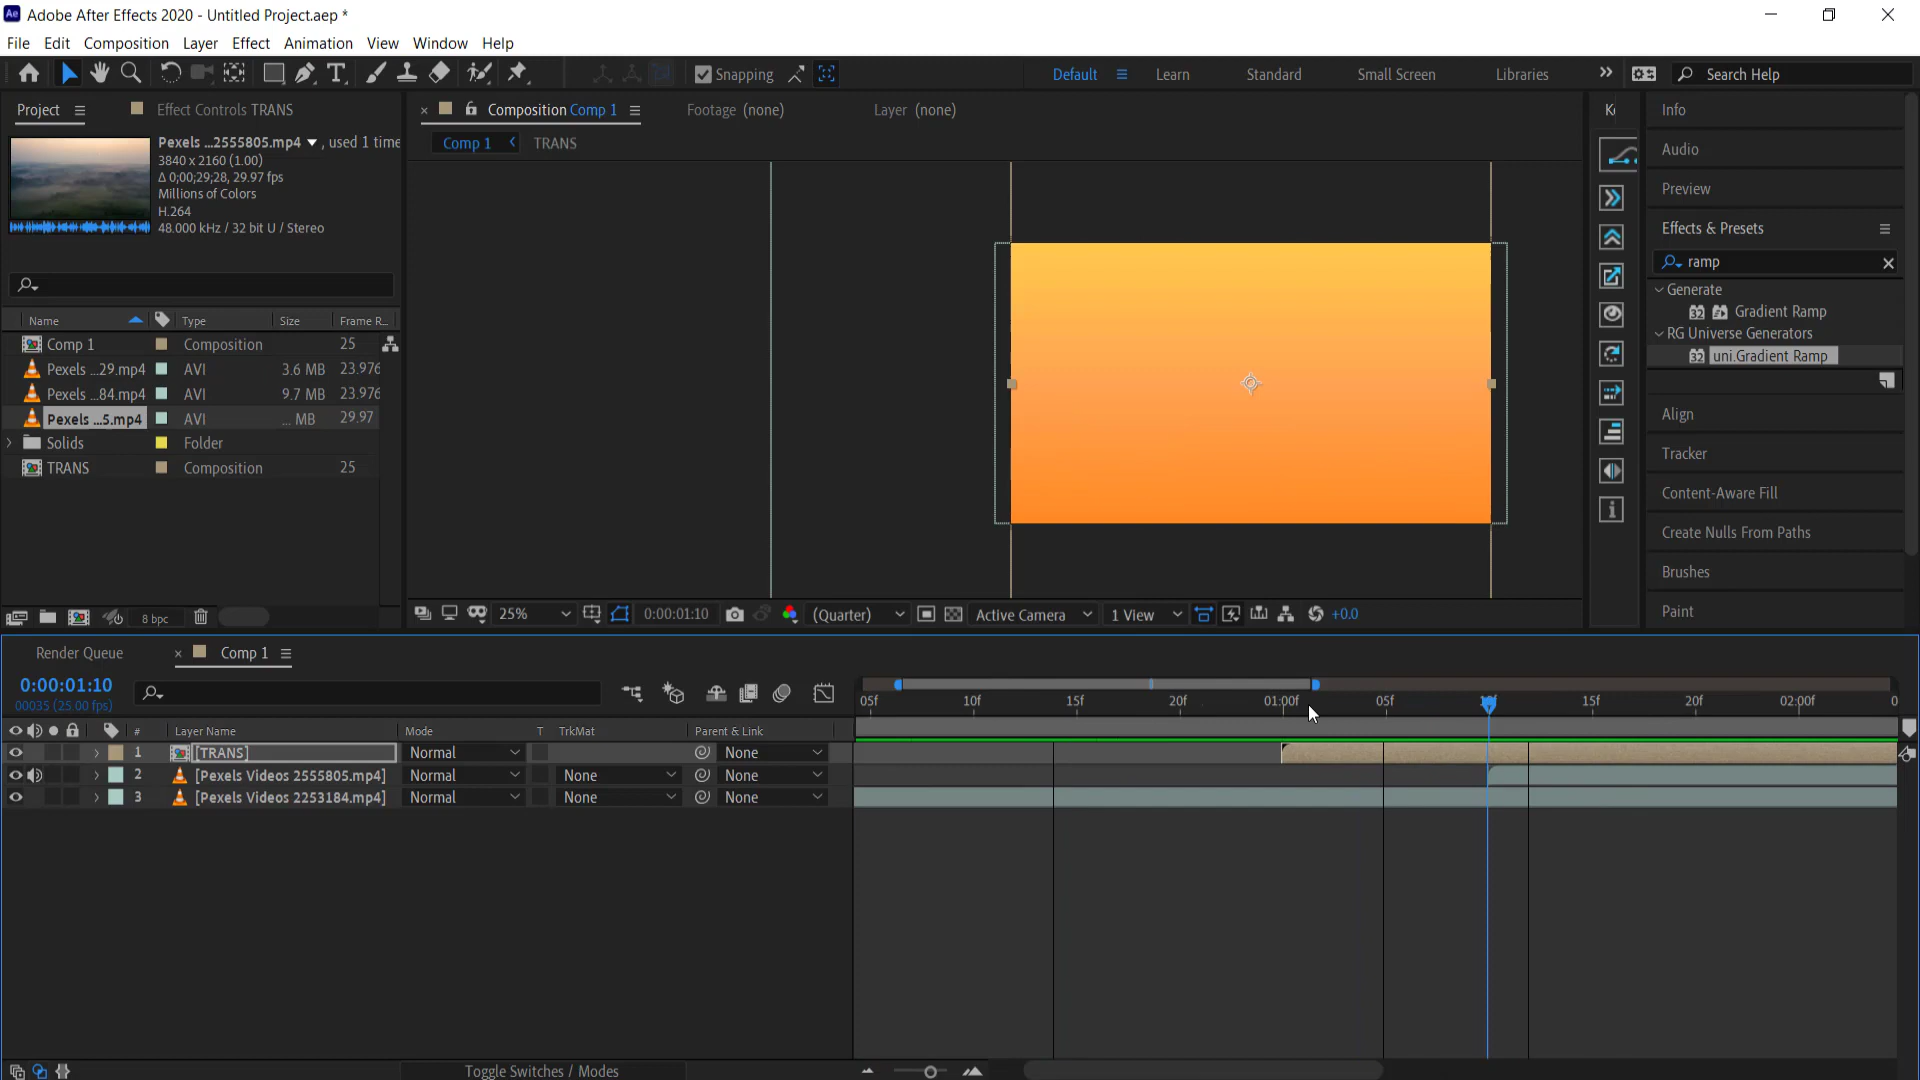 Adobe After Effects 2020 - Untitled Project.aep *
File Edit Composition Layer Effect Animation View Window Help
Snapping Default Learn Standard Small Screen Libraries Search Help
Project Effect Controls TRANS Composition Comp 1 Footage (none) Layer (none) Info
Pexels ...2555805.mp4 , used 1 time
3840 x 2160 (1.00)
Δ 0;00;29;28, 29.97 fps
Millions of Colors
H.264
48.000 kHz / 32 bit U / Stereo
Comp 1 TRANS
Audio
Preview
Effects & Presets
ramp
Generate
Gradient Ramp
RG Universe Generators
uni.Gradient Ramp
Align
Tracker
Content-Aware Fill
Create Nulls From Paths
Brushes
Paint
Name Type Size Frame R...
Comp 1 Composition 25
Pexels ...29.mp4 AVI 3.6 MB 23.976
Pexels ...84.mp4 AVI 9.7 MB 23.976
Pexels ...5.mp4 AVI ... MB 29.97
Solids Folder
TRANS Composition 25
8 bpc
25% 0:00:01:10 (Quarter) Active Camera 1 View +0.0
Render Queue Comp 1
0:00:01:10
00035 (25.00 fps)
05f 10f 15f 20f 01:00f 05f 10f 15f 20f 02:00f 0
# Layer Name Mode T TrkMat Parent & Link
1 [TRANS] Normal None
2 [Pexels Videos 2555805.mp4] Normal None None
3 [Pexels Videos 2253184.mp4] Normal None None
Toggle Switches / Modes